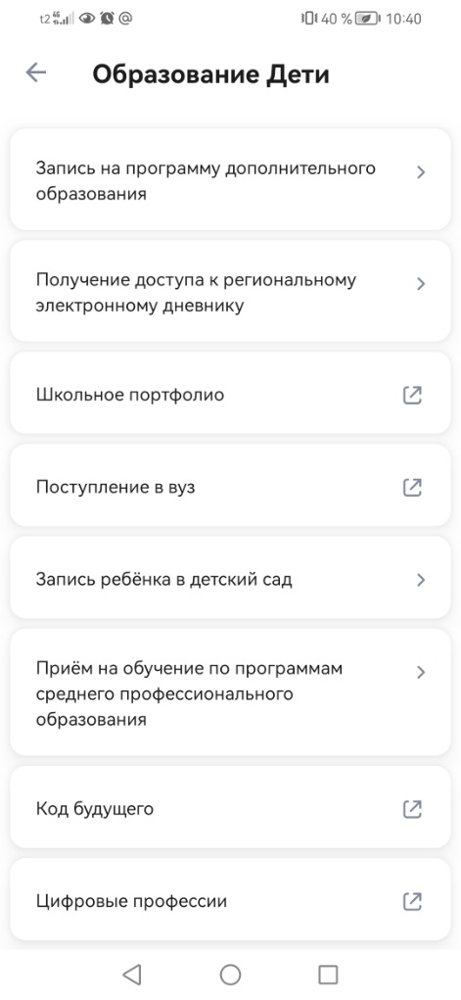 t2 46 @ 40 % 10:40
Образование Дети
Запись на программу дополнительного
образования
Получение доступа к региональному
электронному дневнику
Школьное портфолио
Поступление в вуз
Запись ребёнка в детский сад
Приём на обучение по программам
среднего профессионального
образования
Код будущего
Цифровые профессии